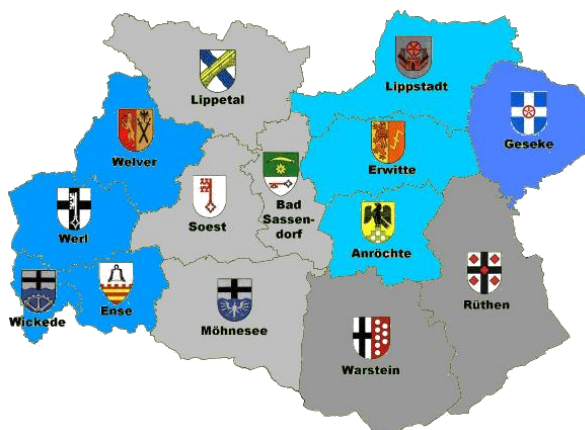 Lippetal
Lippstadt
Welver
Geseke
Erwitte
Soest
Bad
Sassen-
dorf
Werl
Anröchte
Wickede
Ense
Möhnesee
Rüthen
Warstein